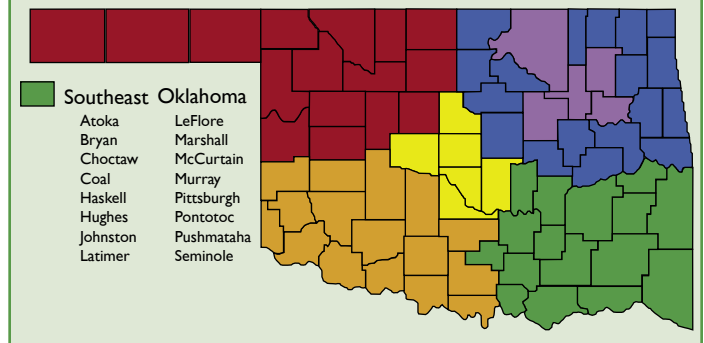 Southeast Oklahoma
Atoka LeFlore
Bryan Marshall
Choctaw McCurtain
Coal Murray
Haskell Pittsburgh
Hughes Pontotoc
Johnston Pushmataha
Latimer Seminole